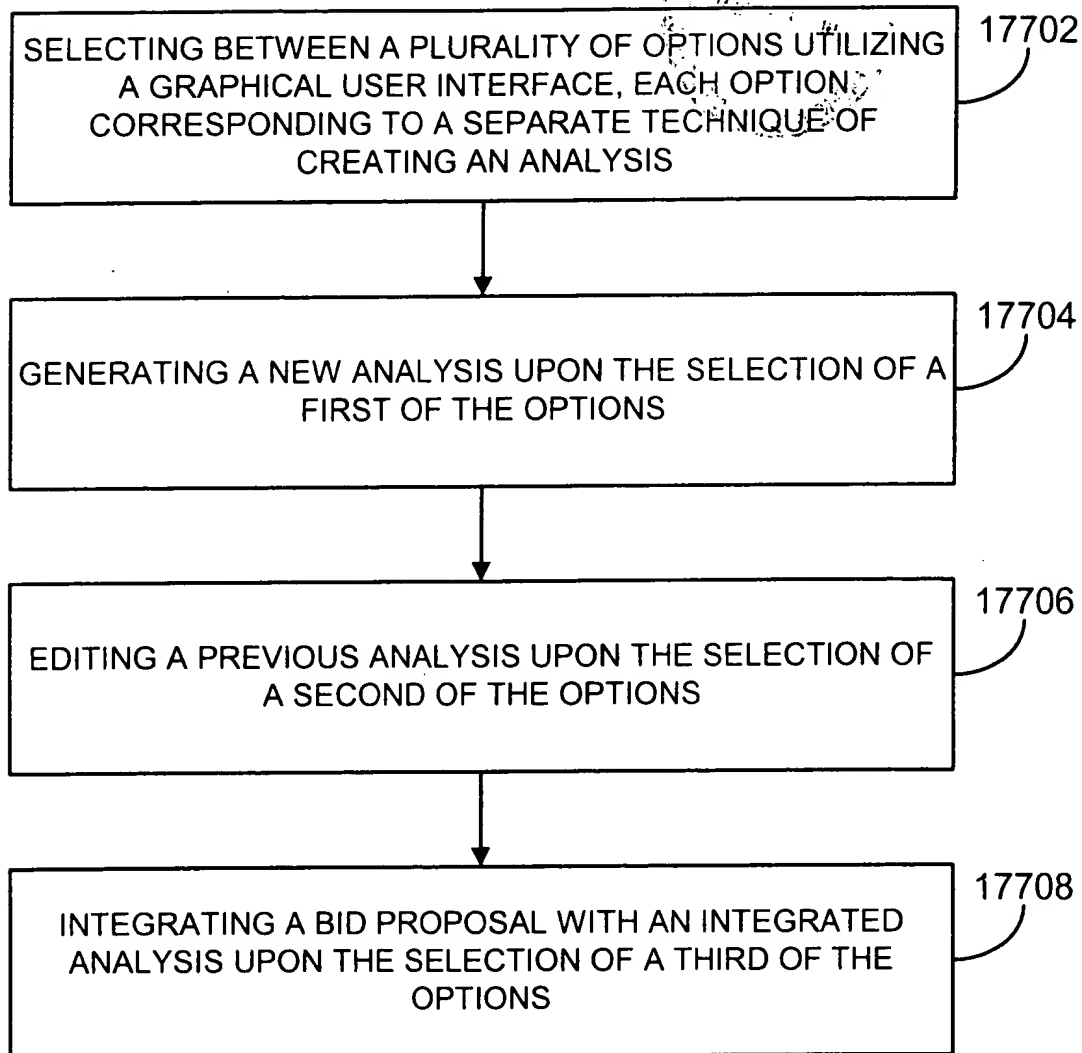 SELECTING BETWEEN A PLURALITY OF OPTIONS UTILIZING
A GRAPHICAL USER INTERFACE, EACH OPTION
CORRESPONDING TO A SEPARATE TECHNIQUE OF
CREATING AN ANALYSIS
17702
GENERATING A NEW ANALYSIS UPON THE SELECTION OF A
FIRST OF THE OPTIONS
17704
EDITING A PREVIOUS ANALYSIS UPON THE SELECTION OF
A SECOND OF THE OPTIONS
17706
INTEGRATING A BID PROPOSAL WITH AN INTEGRATED
ANALYSIS UPON THE SELECTION OF A THIRD OF THE
OPTIONS
17708